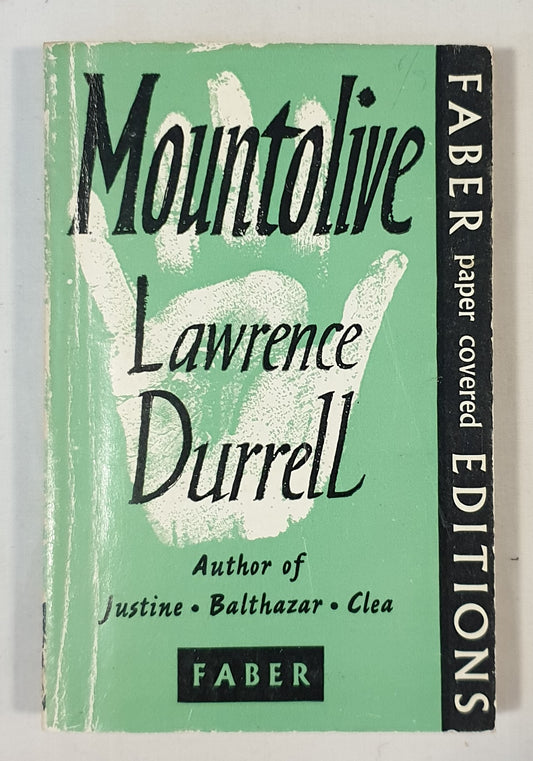 Mountolive
Lawrence
Durrell
Author of
Justine • Balthazar • Clea
FABER
FABER paper covered EDITIONS